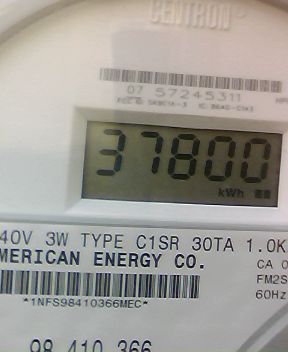 CENTRON®
07 57245311
37800
kWh
40V 3W TYPE C1SR 30TA 1.0K
MERICAN ENERGY CO.
CA 0
FM2S
*1NFS98410366MEC*
60Hz
98 410 366